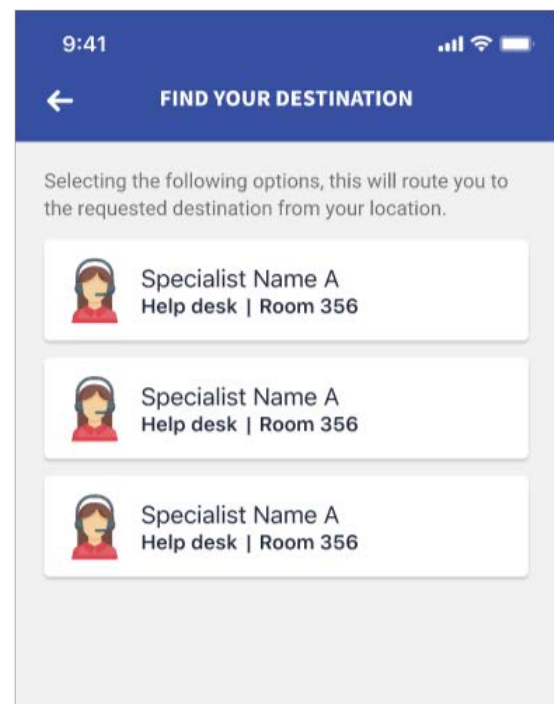 9:41
FIND YOUR DESTINATION
Selecting the following options, this will route you to
the requested destination from your location.
Specialist Name A
Help desk | Room 356
Specialist Name A
Help desk | Room 356
Specialist Name A
Help desk | Room 356